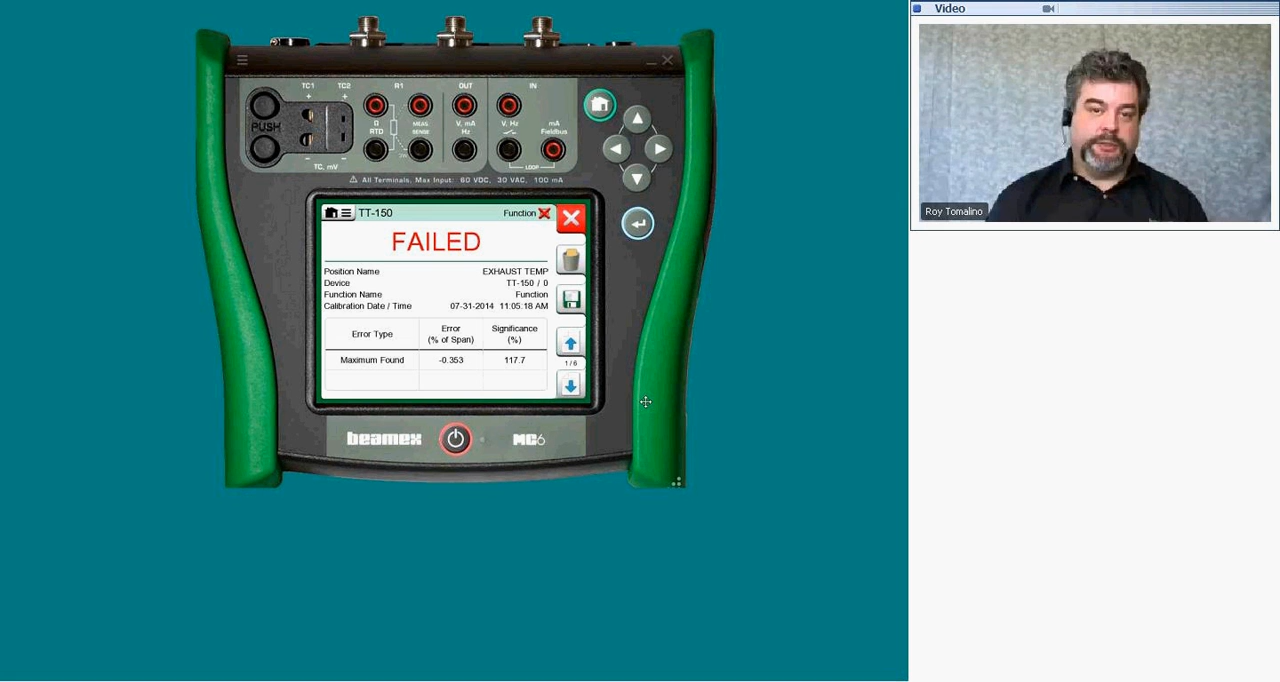 Video
TC1
TC2
R1
OUT
IN
+
+
PUSH
Ω
RTD
MEAS
SENSE
V, mA
Hz
V, Hz
mA
Fieldbus
−
−
TC, mV
LOOP
⚠ All Terminals, Max Input: 60 VDC, 30 VAC, 100 mA
TT-150
Function
FAILED
Position Name EXHAUST TEMP
Device TT-150 / 0
Function Name Function
Calibration Date / Time 07-31-2014 11:05:18 AM
Error Type Error (% of Span) Significance (%)
Maximum Found -0.353 117.7
1 / 6
beamex
MC6
Roy Tomalino